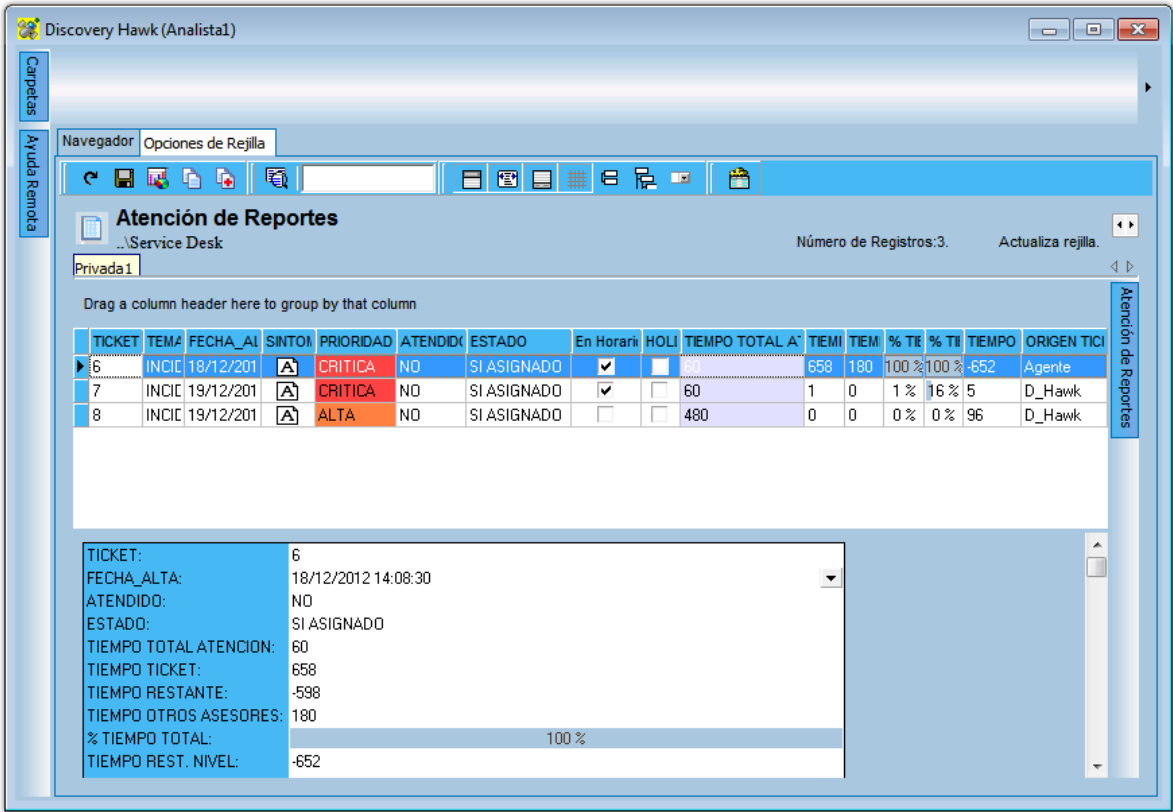 Discovery Hawk (Analista1)
Carpetas
Ayuda Remota
Navegador Opciones de Rejilla
Atención de Reportes
..\Service Desk
Número de Registros:3. Actualiza rejilla.
Privada1
Atención de Reportes
Drag a column header here to group by that column
TICKET TEMA FECHA_AL SINTOM PRIORIDAD ATENDIDO ESTADO En Horari HOLI TIEMPO TOTAL A TIEMI TIEM % TIE % TII TIEMPO ORIGEN TICI
6 INCID 18/12/201 A CRITICA NO SI ASIGNADO 60 658 180 100 % 100 % -652 Agente
7 INCID 19/12/201 A CRITICA NO SI ASIGNADO 60 1 0 1 % 16 % 5 D_Hawk
8 INCID 19/12/201 A ALTA NO SI ASIGNADO 480 0 0 0 % 0 % 96 D_Hawk
TICKET: 6
FECHA_ALTA: 18/12/2012 14:08:30
ATENDIDO: NO
ESTADO: SI ASIGNADO
TIEMPO TOTAL ATENCION: 60
TIEMPO TICKET: 658
TIEMPO RESTANTE: -598
TIEMPO OTROS ASESORES: 180
% TIEMPO TOTAL: 100 %
TIEMPO REST. NIVEL: -652